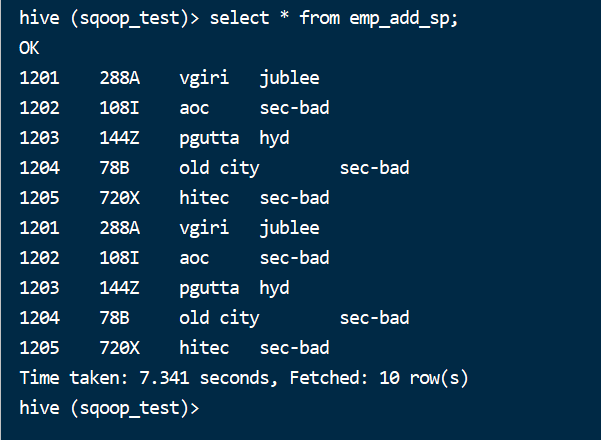 hive (sqoop_test)> select * from emp_add_sp;
OK
1201    288A    vgiri   jublee
1202    108I    aoc     sec-bad
1203    144Z    pgutta  hyd
1204    78B     old city        sec-bad
1205    720X    hitec   sec-bad
1201    288A    vgiri   jublee
1202    108I    aoc     sec-bad
1203    144Z    pgutta  hyd
1204    78B     old city        sec-bad
1205    720X    hitec   sec-bad
Time taken: 7.341 seconds, Fetched: 10 row(s)
hive (sqoop_test)>